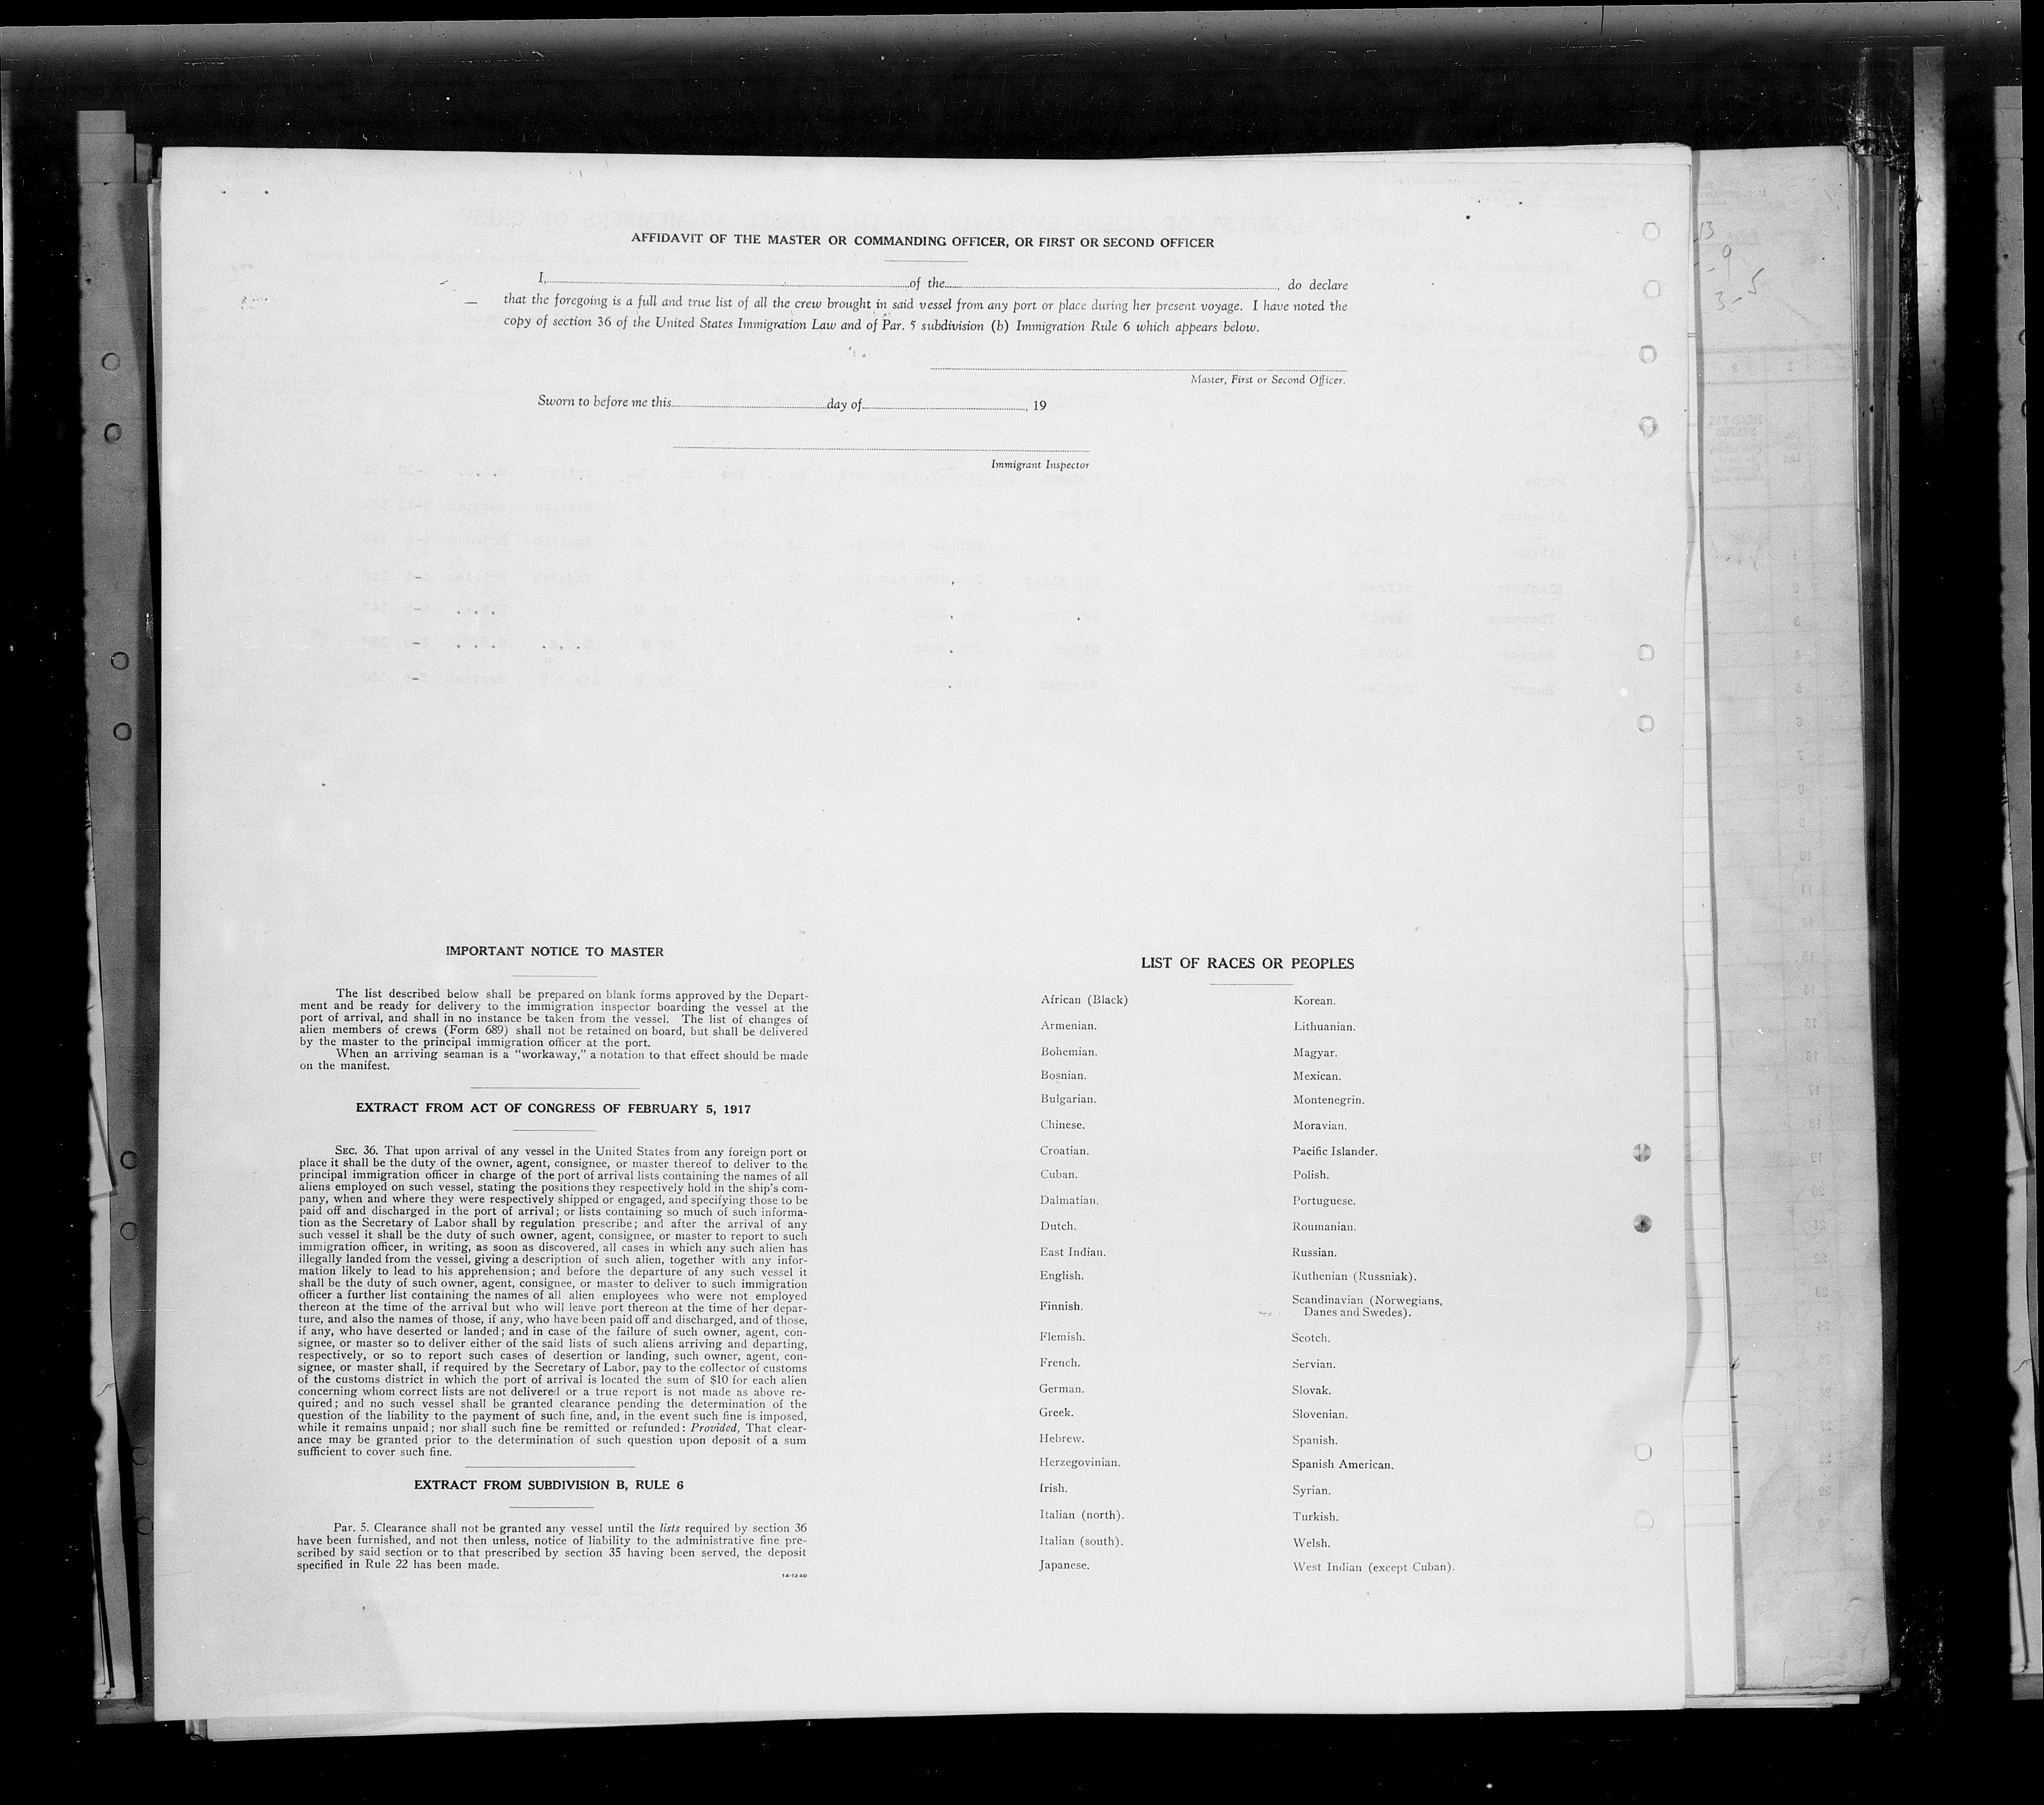 AFFIDAVIT OF THE MASTER OR COMMANDING OFFICER, OR FIRST OR SECOND OFFICER
I, of the , do declare
that the foregoing is a full and true list of all the crew brought in said vessel from any port or place during her present voyage. I have noted the
copy of section 36 of the United States Immigration Law and of Par. 5 subdivision (b) Immigration Rule 6 which appears below.
Master, First or Second Officer.
Sworn to before me this day of , 19
Immigrant Inspector
IMPORTANT NOTICE TO MASTER
The list described below shall be prepared on blank forms approved by the Depart-
ment and be ready for delivery to the immigration inspector boarding the vessel at the
port of arrival, and shall in no instance be taken from the vessel. The list of changes of
alien members of crews (Form 689) shall not be retained on board, but shall be delivered
by the master to the principal immigration officer at the port.
When an arriving seaman is a “workaway,” a notation to that effect should be made
on the manifest.
EXTRACT FROM ACT OF CONGRESS OF FEBRUARY 5, 1917
SEC. 36. That upon arrival of any vessel in the United States from any foreign port or
place it shall be the duty of the owner, agent, consignee, or master thereof to deliver to the
principal immigration officer in charge of the port of arrival lists containing the names of all
aliens employed on such vessel, stating the positions they respectively hold in the ship's com-
pany, when and where they were respectively shipped or engaged, and specifying those to be
paid off and discharged in the port of arrival; or lists containing so much of such informa-
tion as the Secretary of Labor shall by regulation prescribe; and after the arrival of any
such vessel it shall be the duty of such owner, agent, consignee, or master to report to such
immigration officer, in writing, as soon as discovered, all cases in which any such alien has
illegally landed from the vessel, giving a description of such alien, together with any infor-
mation likely to lead to his apprehension; and before the departure of any such vessel it
shall be the duty of such owner, agent, consignee, or master to deliver to such immigration
officer a further list containing the names of all alien employees who were not employed
thereon at the time of the arrival but who will leave port thereon at the time of her depar-
ture, and also the names of those, if any, who have been paid off and discharged, and of those,
if any, who have deserted or landed; and in case of the failure of such owner, agent, con-
signee, or master so to deliver either of the said lists of such aliens arriving and departing,
respectively, or so to report such cases of desertion or landing, such owner, agent, con-
signee, or master shall, if required by the Secretary of Labor, pay to the collector of customs
of the customs district in which the port of arrival is located the sum of $10 for each alien
concerning whom correct lists are not delivered or a true report is not made as above re-
quired; and no such vessel shall be granted clearance pending the determination of the
question of the liability to the payment of such fine, and, in the event such fine is imposed,
while it remains unpaid; nor shall such fine be remitted or refunded: Provided, That clear-
ance may be granted prior to the determination of such question upon deposit of a sum
sufficient to cover such fine.
EXTRACT FROM SUBDIVISION B, RULE 6
Par. 5. Clearance shall not be granted any vessel until the lists required by section 36
have been furnished, and not then unless, notice of liability to the administrative fine pre-
scribed by said section or to that prescribed by section 35 having been served, the deposit
specified in Rule 22 has been made.
14-1240
LIST OF RACES OR PEOPLES
African (Black)
Armenian.
Bohemian.
Bosnian.
Bulgarian.
Chinese.
Croatian.
Cuban.
Dalmatian.
Dutch.
East Indian.
English.
Finnish.
Flemish.
French.
German.
Greek.
Hebrew.
Herzegovinian.
Irish.
Italian (north).
Italian (south).
Japanese.
Korean.
Lithuanian.
Magyar.
Mexican.
Montenegrin.
Moravian.
Pacific Islander.
Polish.
Portuguese.
Roumanian.
Russian.
Ruthenian (Russniak).
Scandinavian (Norwegians,
Danes and Swedes).
Scotch.
Servian.
Slovak.
Slovenian.
Spanish.
Spanish American.
Syrian.
Turkish.
Welsh.
West Indian (except Cuban).